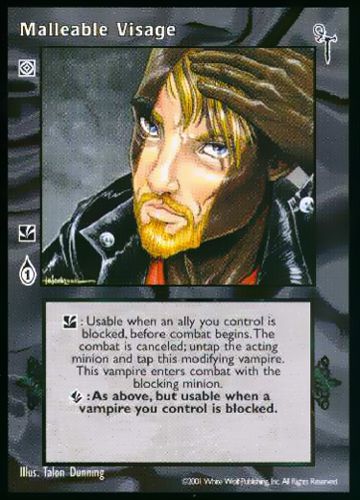 Malleable Visage
1
: Usable when an ally you control is
blocked, before combat begins. The
combat is canceled; untap the acting
minion and tap this modifying vampire.
This vampire enters combat with the
blocking minion.
: As above, but usable when a
vampire you control is blocked.
Illus. Talon Dunning
©2001 White Wolf Publishing, Inc. All Rights Reserved.